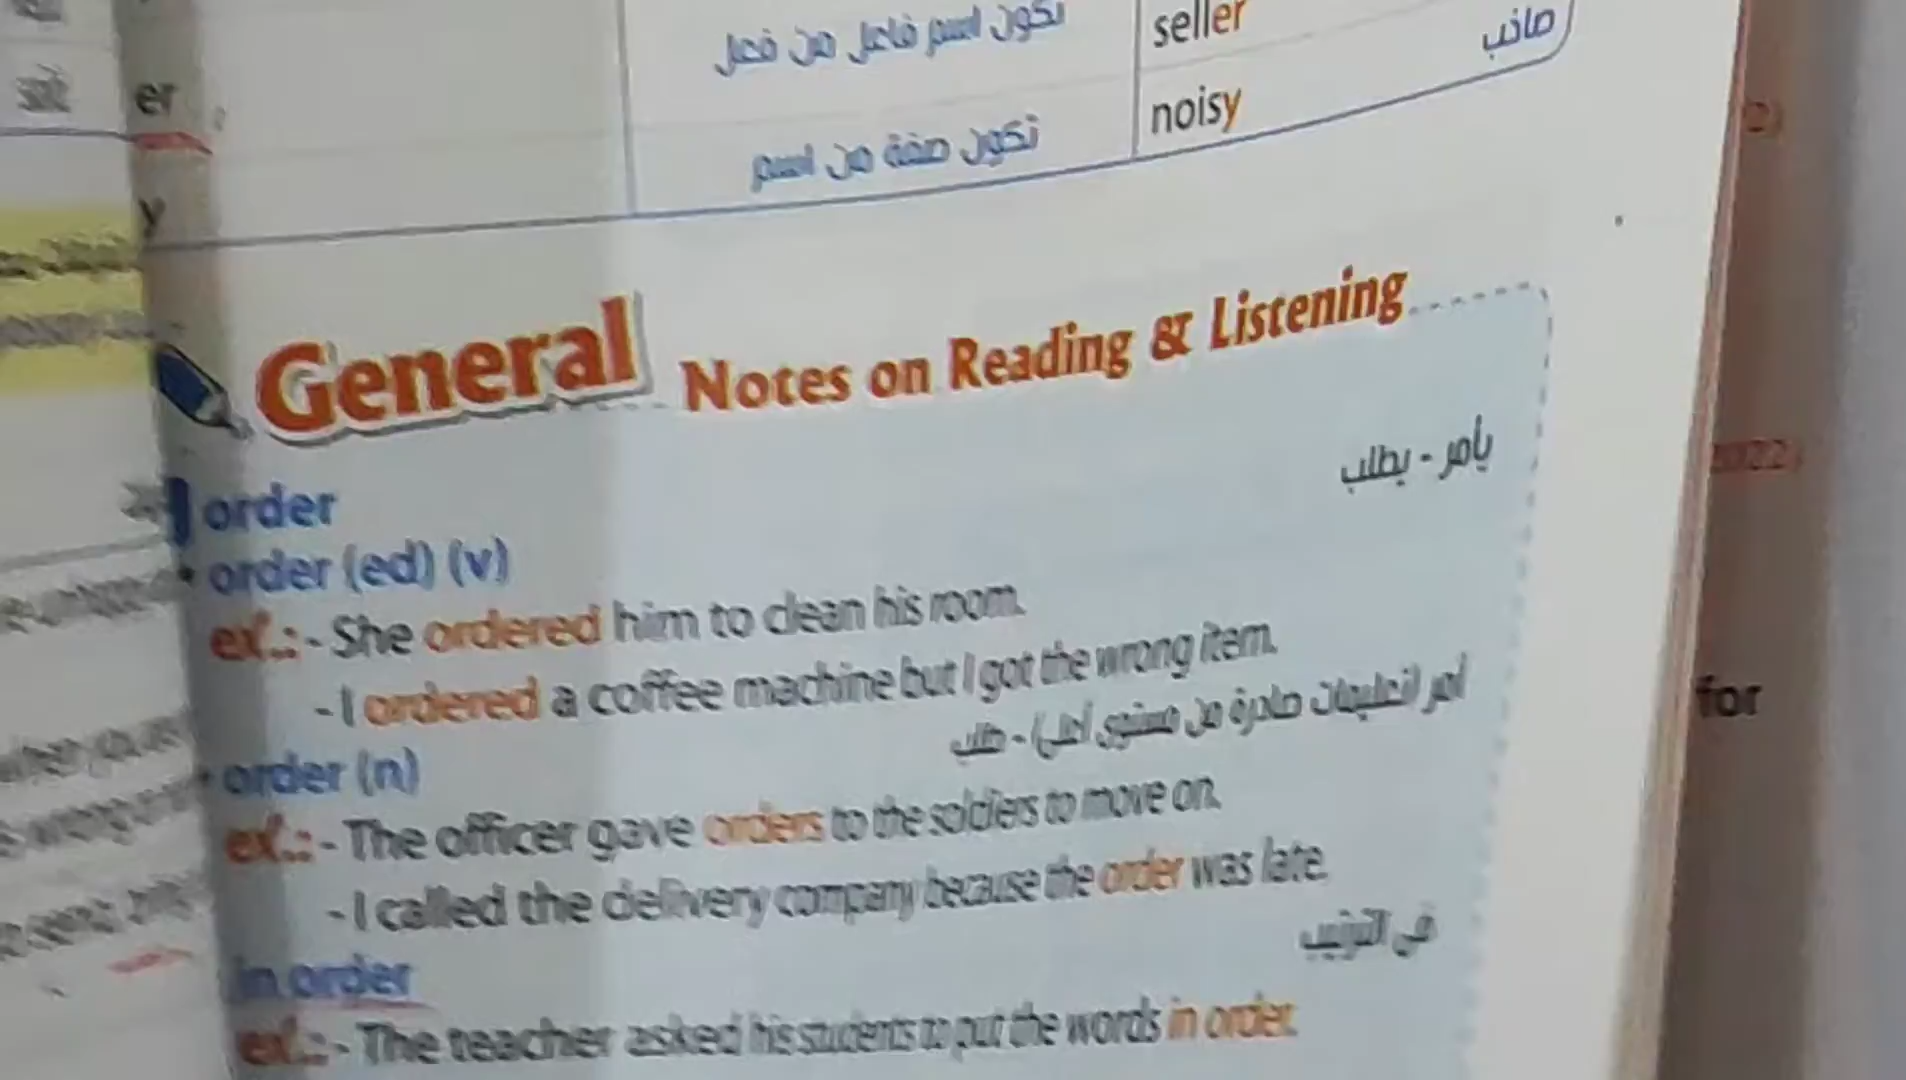 er تكون اسم فاعل من فعل seller
صاخب
y تكون صفة من اسم noisy
General Notes on Reading & Listening
order
يأمر - يطلب
• order (ed) (v)
ex.: - She ordered him to clean his room.
- I ordered a coffee machine but I got the wrong item.
• order (n) أمر (تعليمات صادرة من مستوى أعلى) - طلب
ex.: - The officer gave orders to the soldiers to move on.
- I called the delivery company because the order was late.
in order في الترتيب
ex.: - The teacher asked his students to put the words in order.
2022)
for